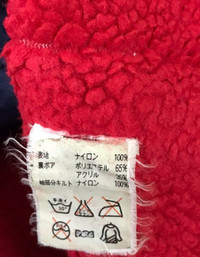 表地 ナイロン 100%
裏ボア ポリエステル 65%
アクリル 35%
袖部分キルト ナイロン 100%